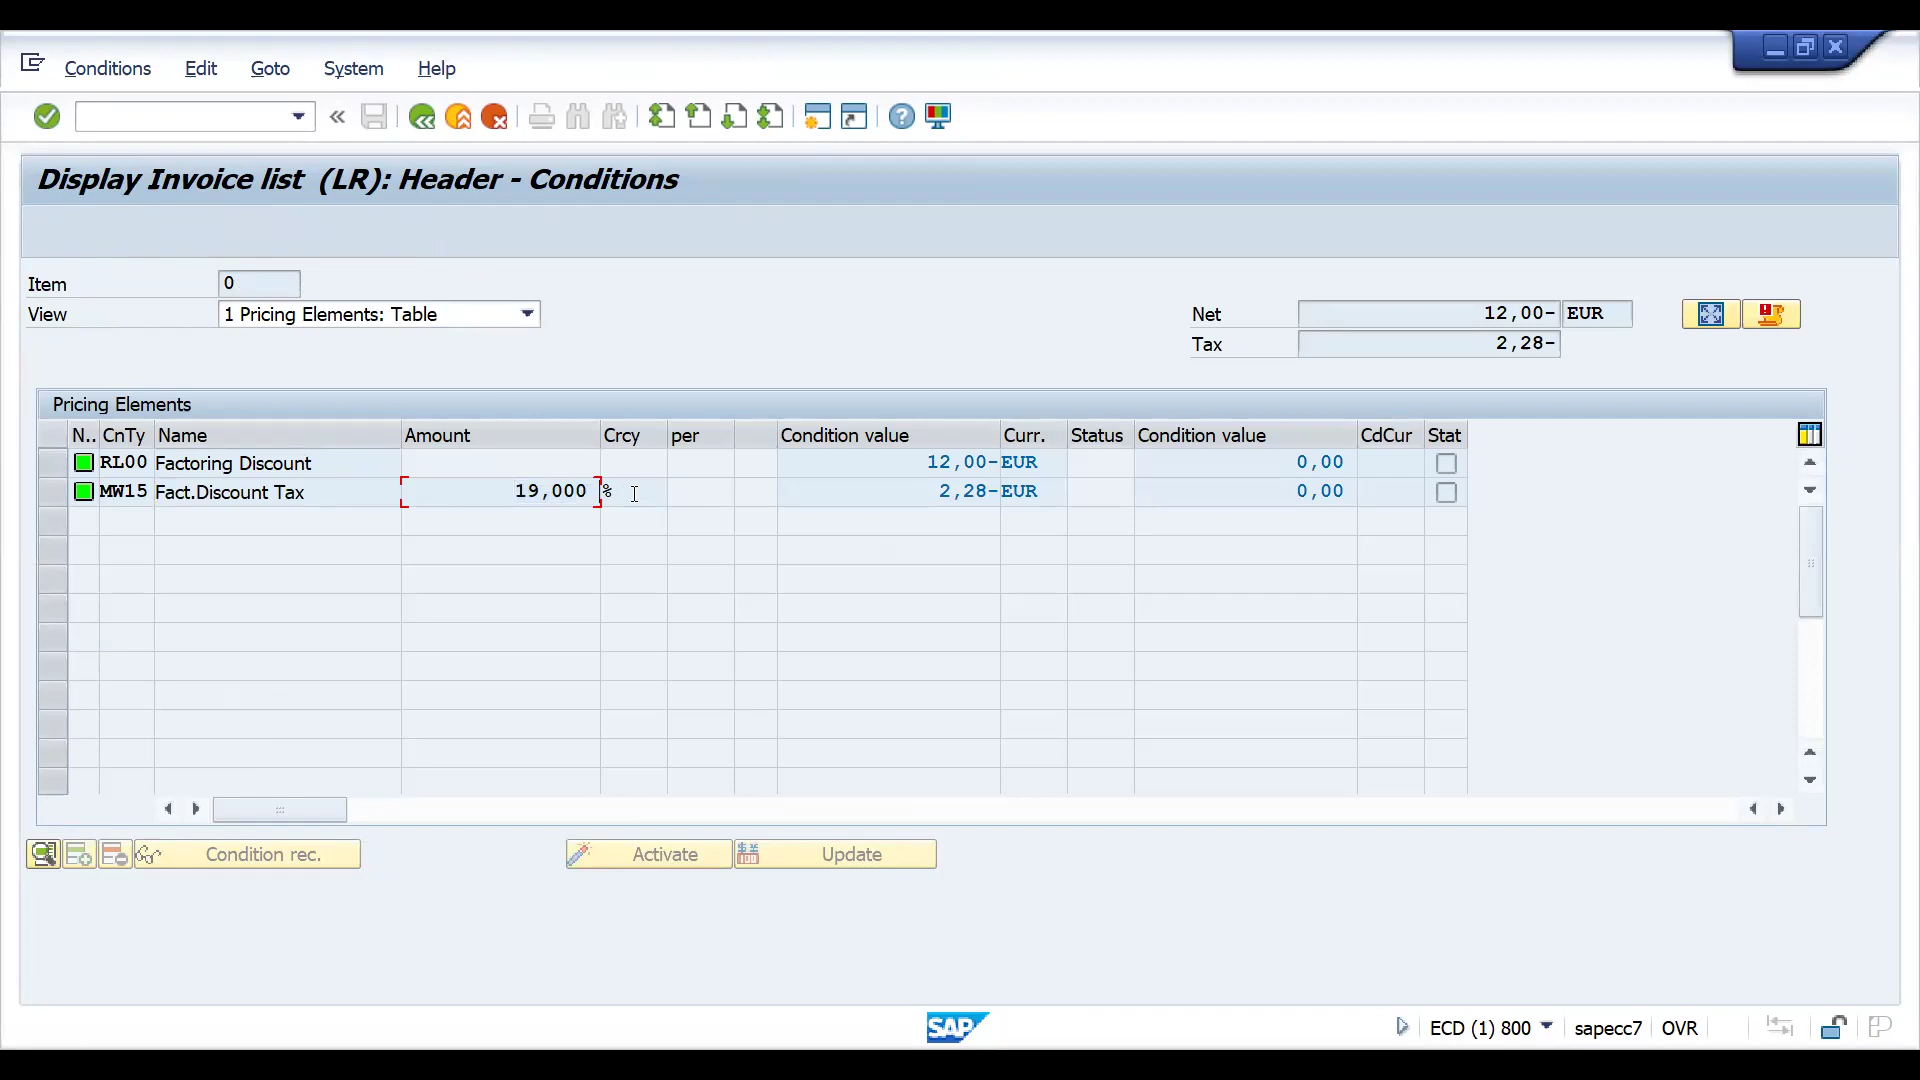 Conditions Edit Goto System Help
Display Invoice list (LR): Header - Conditions
Item 0
View 1 Pricing Elements: Table
Net 12,00- EUR
Tax 2,28-
Pricing Elements
N.. CnTy Name Amount Crcy per Condition value Curr. Status Condition value CdCur Stat
RL00 Factoring Discount 12,00- EUR 0,00
MW15 Fact.Discount Tax 19,000 % 2,28- EUR 0,00
Condition rec. Activate Update
SAP ECD (1) 800 sapecc7 OVR